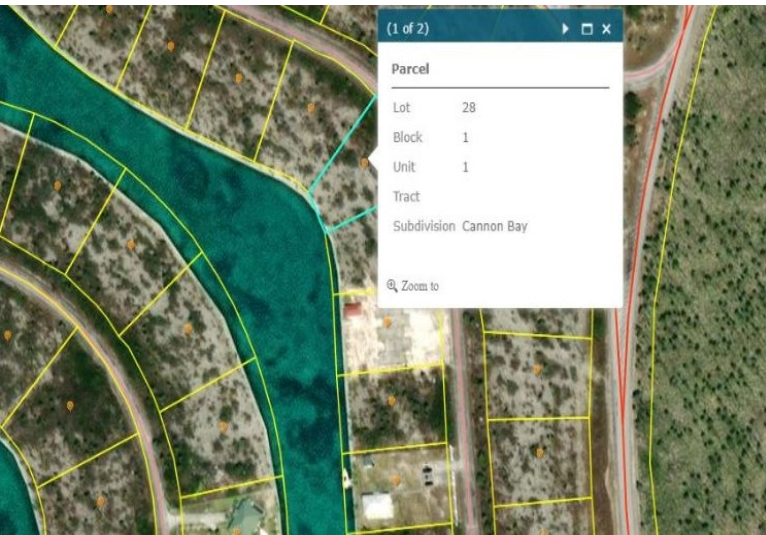 (1 of 2)
Parcel
Lot 28
Block 1
Unit 1
Tract
Subdivision Cannon Bay
Zoom to